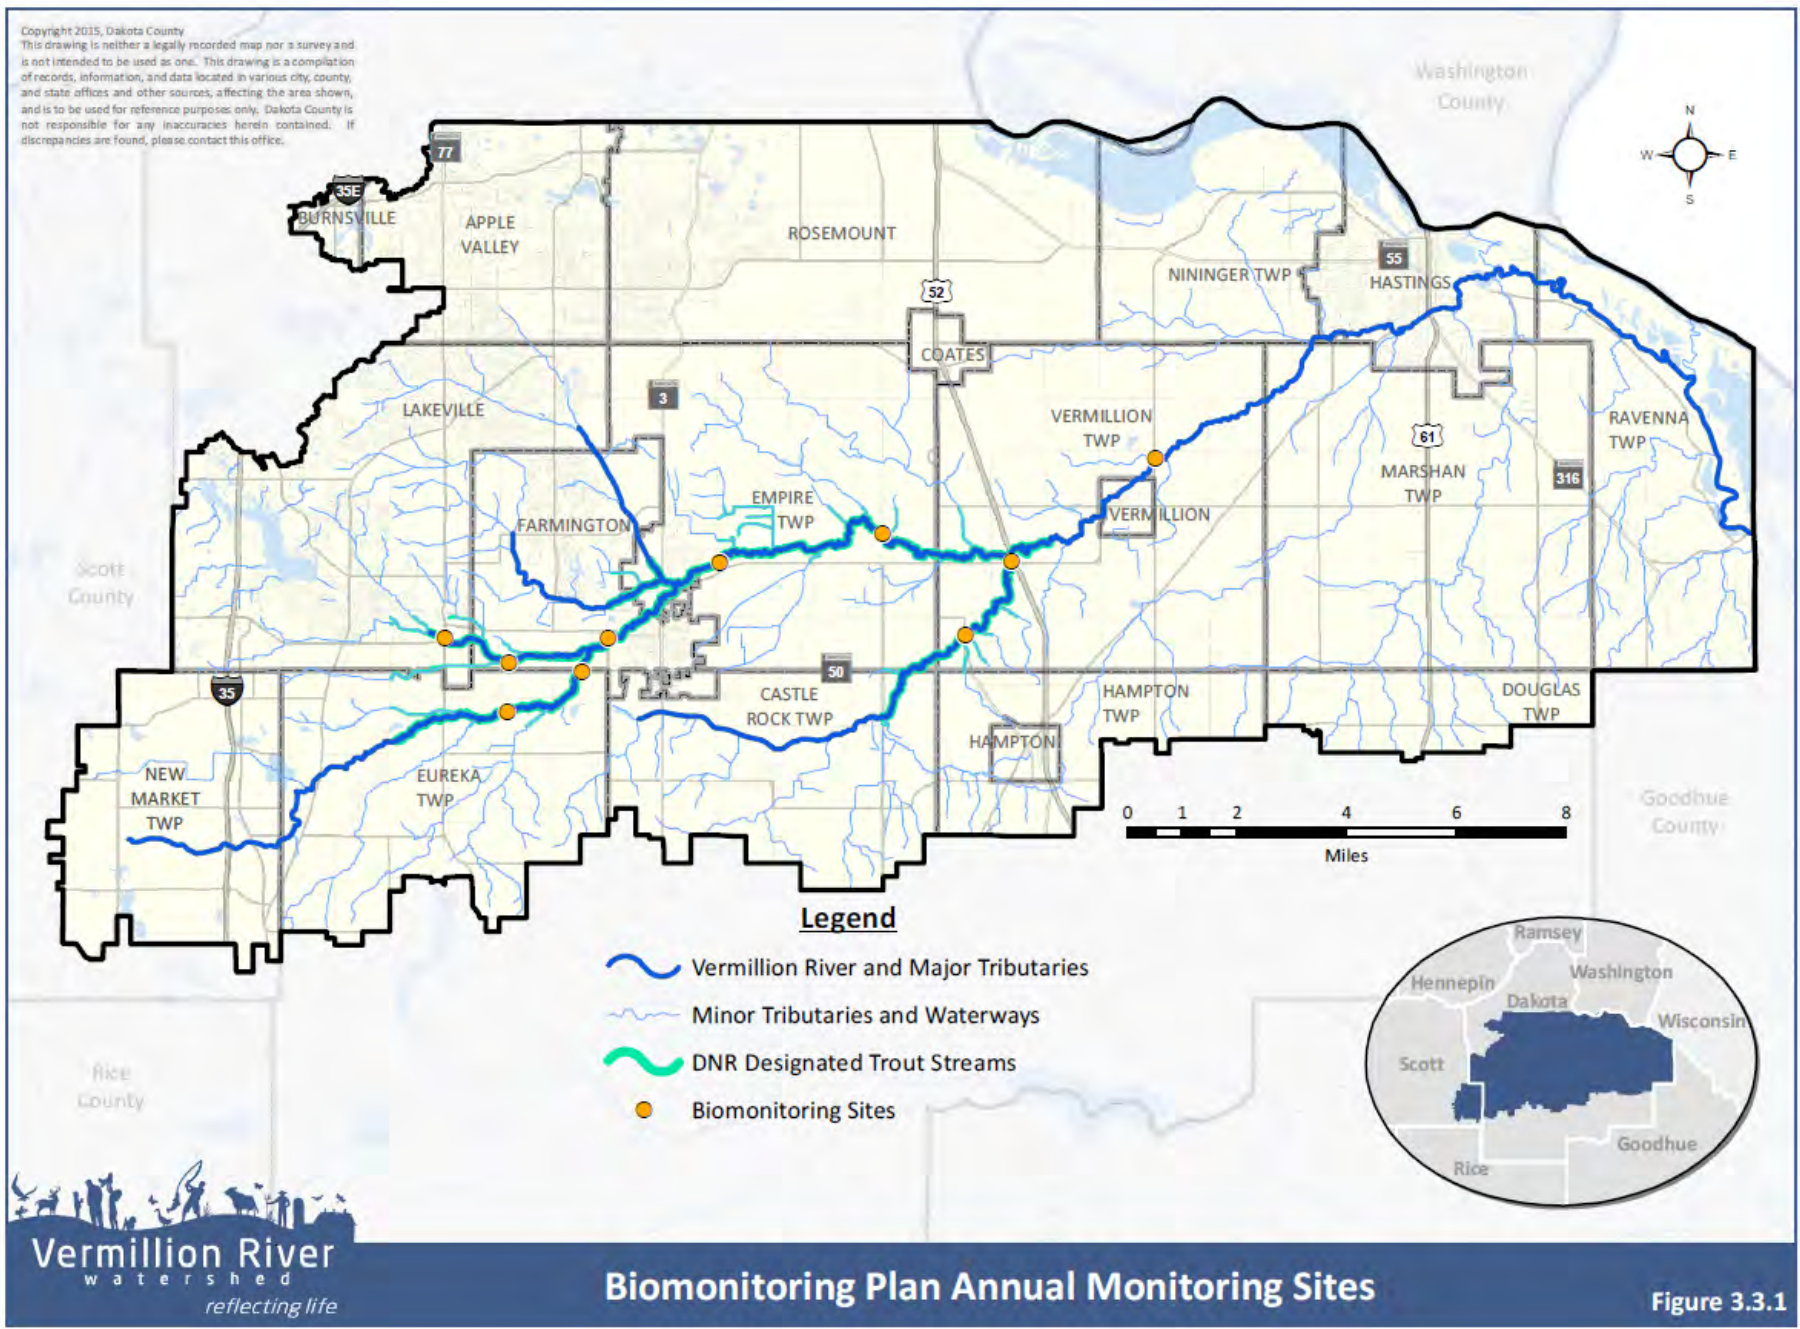 Copyright 2015, Dakota County
This drawing is neither a legally recorded map nor a survey and
is not intended to be used as one. This drawing is a compilation
of records, information, and data located in various city, county,
and state offices and other sources, affecting the area shown,
and is to be used for reference purposes only. Dakota County is
not responsible for any inaccuracies herein contained. If
discrepancies are found, please contact this office.
Washington
County
N
W
E
S
77
35E
BURNSVILLE
APPLE
VALLEY
ROSEMOUNT
NININGER TWP
55
HASTINGS
52
COATES
LAKEVILLE
3
VERMILLION
TWP
61
RAVENNA
TWP
MARSHAN
TWP
316
EMPIRE
TWP
FARMINGTON
VERMILLION
Scott
County
35
50
CASTLE
ROCK TWP
HAMPTON
TWP
DOUGLAS
TWP
HAMPTON
NEW
MARKET
TWP
EUREKA
TWP
Goodhue
County
0 1 2 4 6 8
Miles
Legend
Vermillion River and Major Tributaries
Minor Tributaries and Waterways
DNR Designated Trout Streams
Biomonitoring Sites
Rice
County
Ramsey
Hennepin
Washington
Dakota
Wisconsin
Scott
Goodhue
Rice
Vermillion River
watershed
reflecting life
Biomonitoring Plan Annual Monitoring Sites
Figure 3.3.1